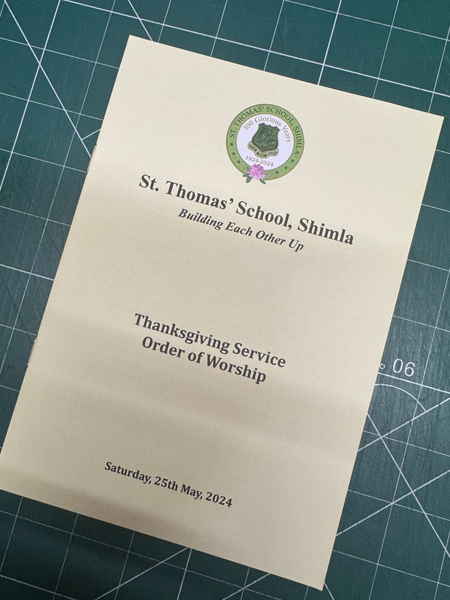 ST. THOMAS' SCHOOL, SHIMLA
100 Glorious Years
1924-2024
St. Thomas' School, Shimla
Building Each Other Up
Thanksgiving Service
Order of Worship
06
Saturday, 25th May, 2024